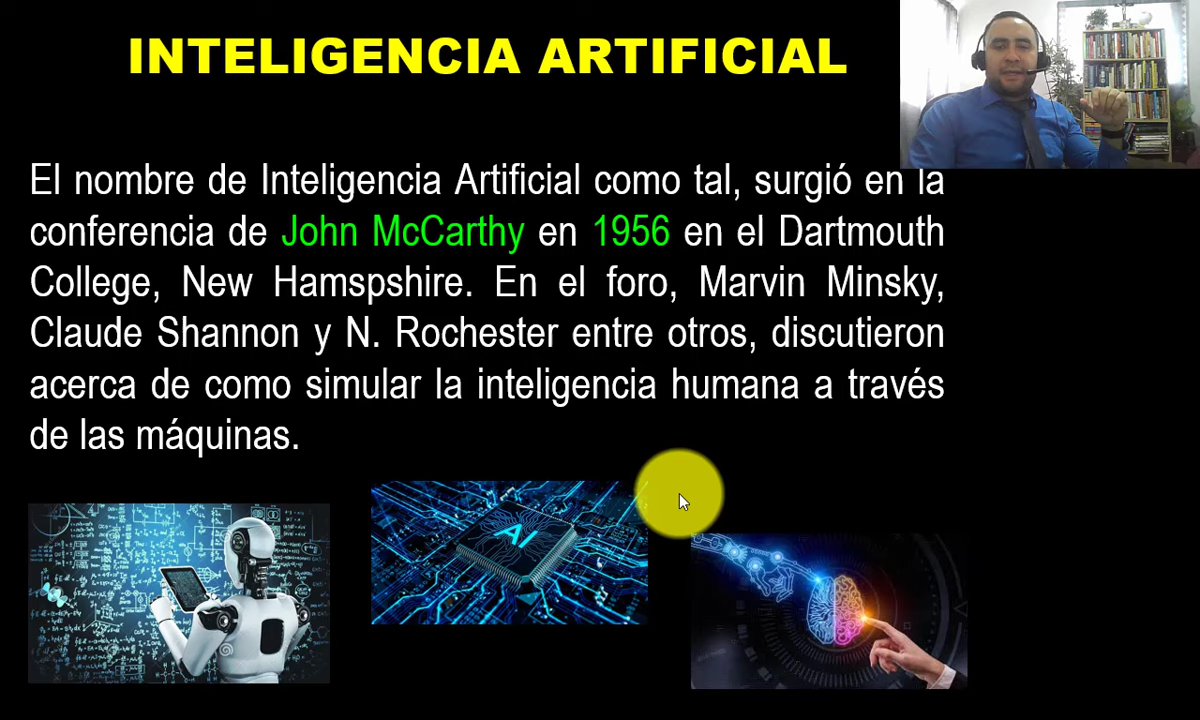 INTELIGENCIA ARTIFICIAL
El nombre de Inteligencia Artificial como tal, surgió en la
conferencia de John McCarthy en 1956 en el Dartmouth
College, New Hamspshire. En el foro, Marvin Minsky,
Claude Shannon y N. Rochester entre otros, discutieron
acerca de como simular la inteligencia humana a través
de las máquinas.
AI